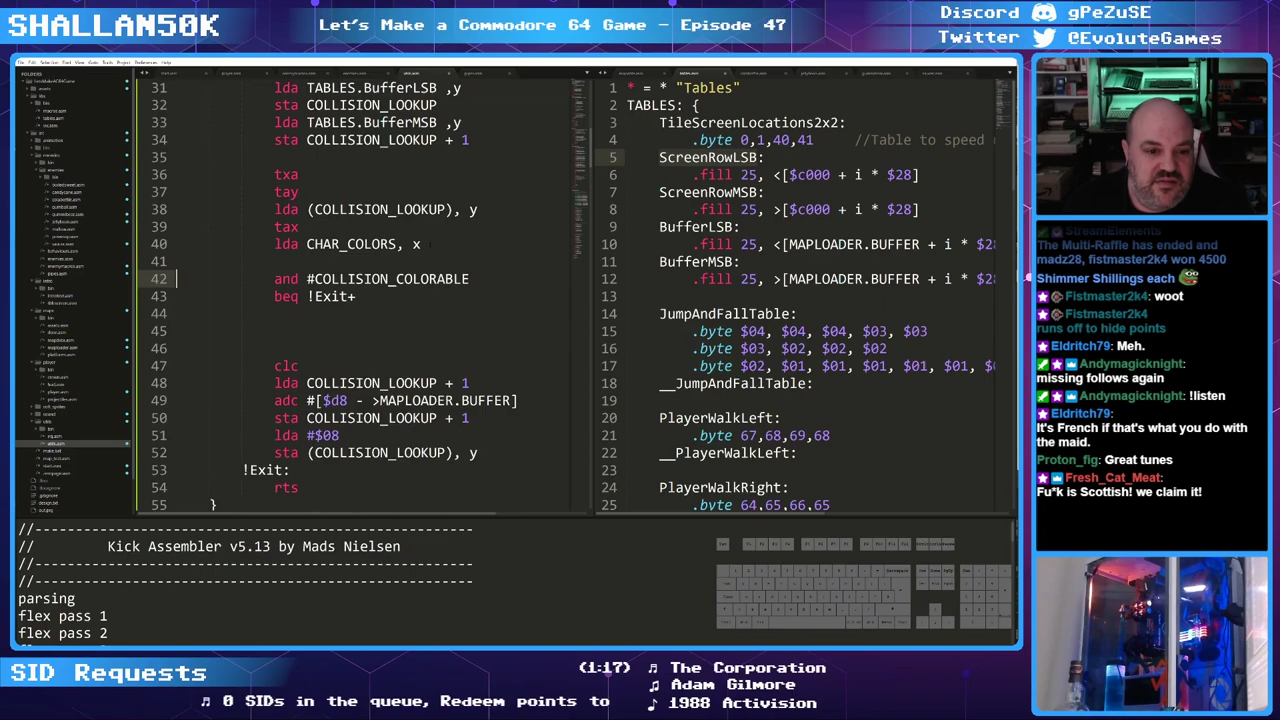 SHALLAN50K
Let's Make a Commodore 64 Game - Episode 47
Discord gPeZuSE
Twitter @EvoluteGames
FOLDERS
31 lda TABLES.BufferLSB ,y
32 sta COLLISION_LOOKUP
33 lda TABLES.BufferMSB ,y
34 sta COLLISION_LOOKUP + 1
35
36 txa
37 tay
38 lda (COLLISION_LOOKUP), y
39 tax
40 lda CHAR_COLORS, x
41
42 and #COLLISION_COLORABLE
43 beq !Exit+
44
45
46
47 clc
48 lda COLLISION_LOOKUP + 1
49 adc #[$d8 - >MAPLOADER.BUFFER]
50 sta COLLISION_LOOKUP + 1
51 lda #$08
52 sta (COLLISION_LOOKUP), y
53 !Exit:
54 rts
55 }
1 * = * "Tables"
2 TABLES: {
3 TileScreenLocations2x2:
4 .byte 0,1,40,41 //Table to speed
5 ScreenRowLSB:
6 .fill 25, <[$c000 + i * $28]
7 ScreenRowMSB:
8 .fill 25, >[$c000 + i * $28]
9 BufferLSB:
10 .fill 25, <[MAPLOADER.BUFFER + i * $28
11 BufferMSB:
12 .fill 25, >[MAPLOADER.BUFFER + i * $28
13
14 JumpAndFallTable:
15 .byte $04, $04, $04, $03, $03
16 .byte $03, $02, $02, $02
17 .byte $02, $01, $01, $01, $01, $01
18 __JumpAndFallTable:
19
20 PlayerWalkLeft:
21 .byte 67,68,69,68
22 __PlayerWalkLeft:
23
24 PlayerWalkRight:
25 .byte 64,65,66,65
//--------------------------------------------------
// Kick Assembler v5.13 by Mads Nielsen
//--------------------------------------------------
//--------------------------------------------------
parsing
flex pass 1
flex pass 2
StreamElements
The Multi-Raffle has ended and
madz28, fistmaster2k4 won 4500
Shimmer Shillings each
Fistmaster2k4: woot
Fistmaster2k4
runs off to hide points
Eldritch79: Meh.
Andymagicknight:
missing follows again
Andymagicknight: !listen
Eldritch79:
It's French if that's what you do with
the maid.
Proton_fig: Great tunes
Fresh_Cat_Meat:
Fu*k is Scottish! we claim it!
SID Requests
0 SIDs in the queue, Redeem points to
(1:17) The Corporation
Adam Gilmore
1988 Activision